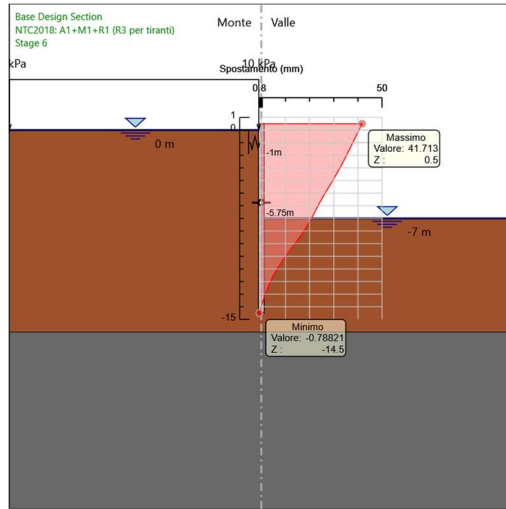 Base Design Section
NTC2018: A1+M1+R1 (R3 per tiranti)
Stage 6
Monte Valle
kPa
10 kPa
Spostamento (mm)
0.8 50
1
0
0 m
-1m
Massimo
Valore: 41.713
Z : 0.5
-5.75m
-7 m
-15
Minimo
Valore: -0.78821
Z : -14.5